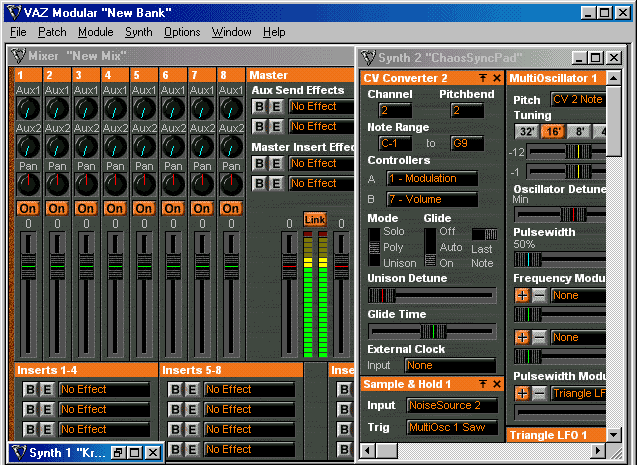 VAZ Modular "New Bank"
File Patch Module Synth Options Window Help
Mixer "New Mix"
1 2 3 4 5 6 7 8 Master
Aux1 Aux1 Aux1 Aux1 Aux1 Aux1 Aux1 Aux1
Aux Send Effects
B E No Effect
Aux2 Aux2 Aux2 Aux2 Aux2 Aux2 Aux2 Aux2
B E No Effect
Master Insert Effec
Pan Pan Pan Pan Pan Pan Pan Pan
B E No Effect
B E No Effect
On On On On On On On On
Link
0 0 0 0 0 0 0 0 0 0
Inserts 1-4
B E No Effect
B E No Effect
B E No Effect
B E No Effect
Inserts 5-8
B E No Effect
B E No Effect
B E No Effect
B E No Effect
Inserts
B
B
B
B
Synth 1 "Kr...
Synth 2 "ChaosSyncPad"
CV Converter 2
Channel Pitchbend
2 2
Note Range
C-1 to G9
Controllers
A 1 - Modulation
B 7 - Volume
Mode Glide
Solo Off
Poly Auto Last
Unison On Note
Unison Detune
Glide Time
External Clock
Input None
Sample & Hold 1
Input NoiseSource 2
Trig MultiOsc 1 Saw
MultiOscillator 1
Pitch CV 2 Note
Tuning
32' 16' 8' 4
-12
-1
Oscillator Detune
Min
Pulsewidth
50%
Frequency Modu
+ − None
+ − None
Pulsewidth Modu
+ − Triangle LF
Triangle LFO 1